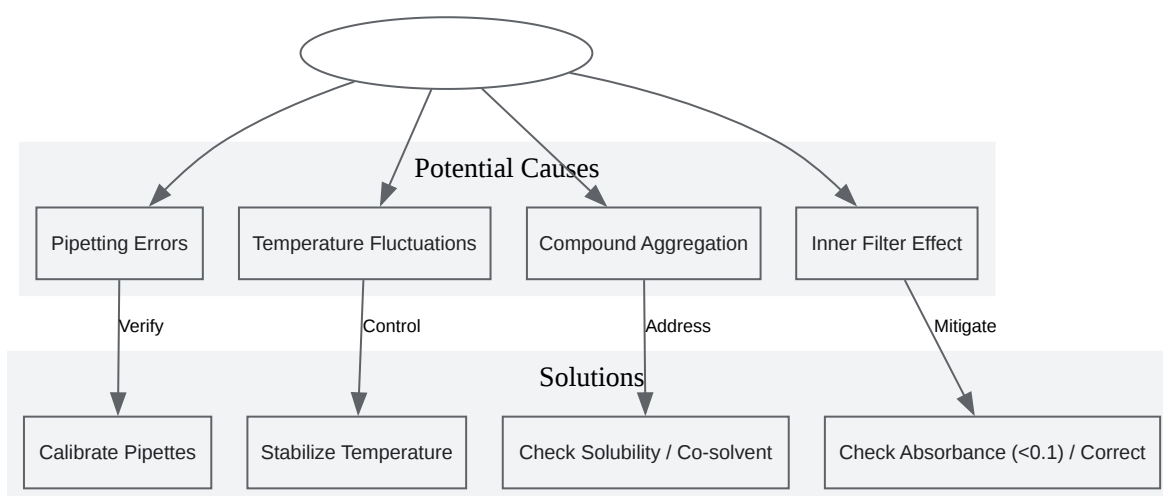 Potential Causes
Pipetting Errors
Temperature Fluctuations
Compound Aggregation
Inner Filter Effect
Verify
Control
Address
Mitigate
Solutions
Calibrate Pipettes
Stabilize Temperature
Check Solubility / Co-solvent
Check Absorbance (<0.1) / Correct